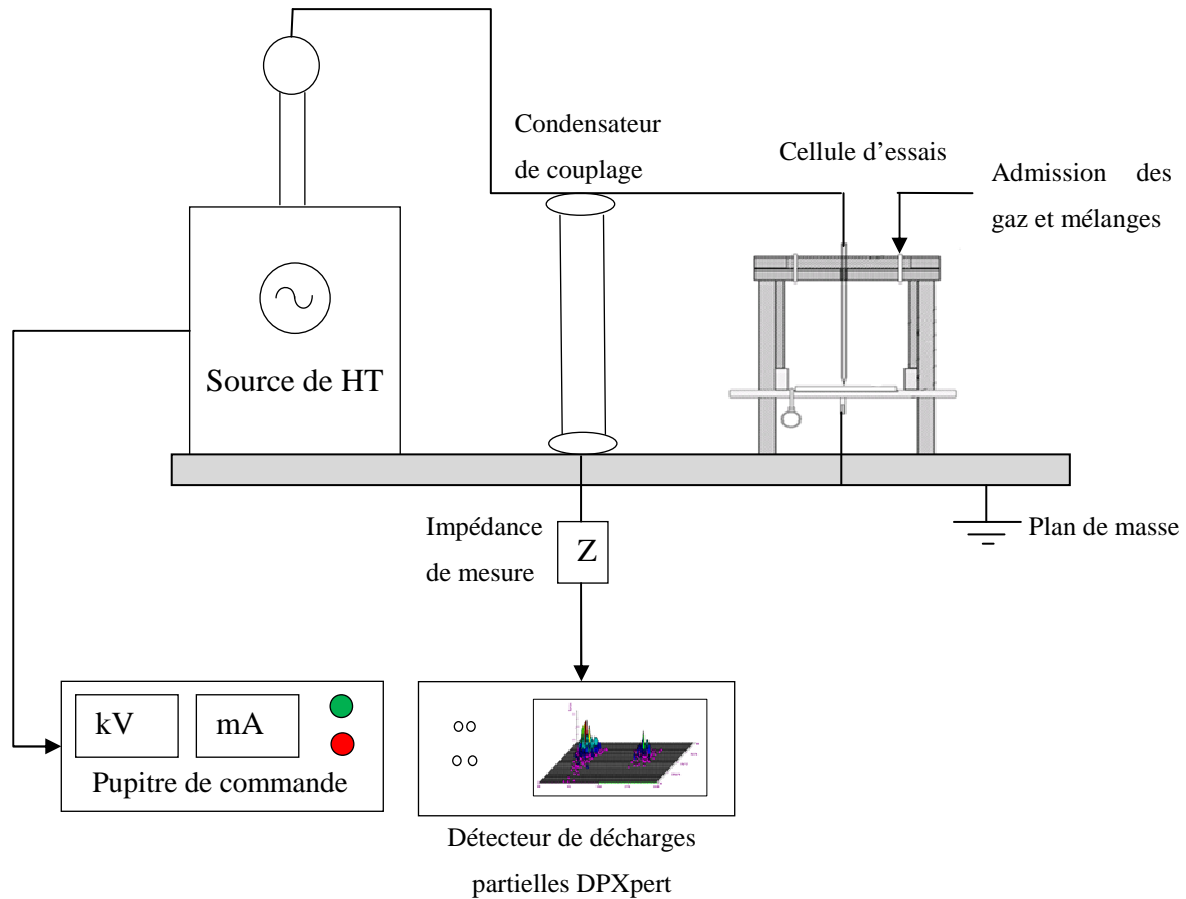 Condensateur
de couplage
Cellule d'essais
Admission des
gaz et mélanges
Source de HT
Impédance
de mesure
Z
Plan de masse
kV
mA
Pupitre de commande
Détecteur de décharges
partielles DPXpert